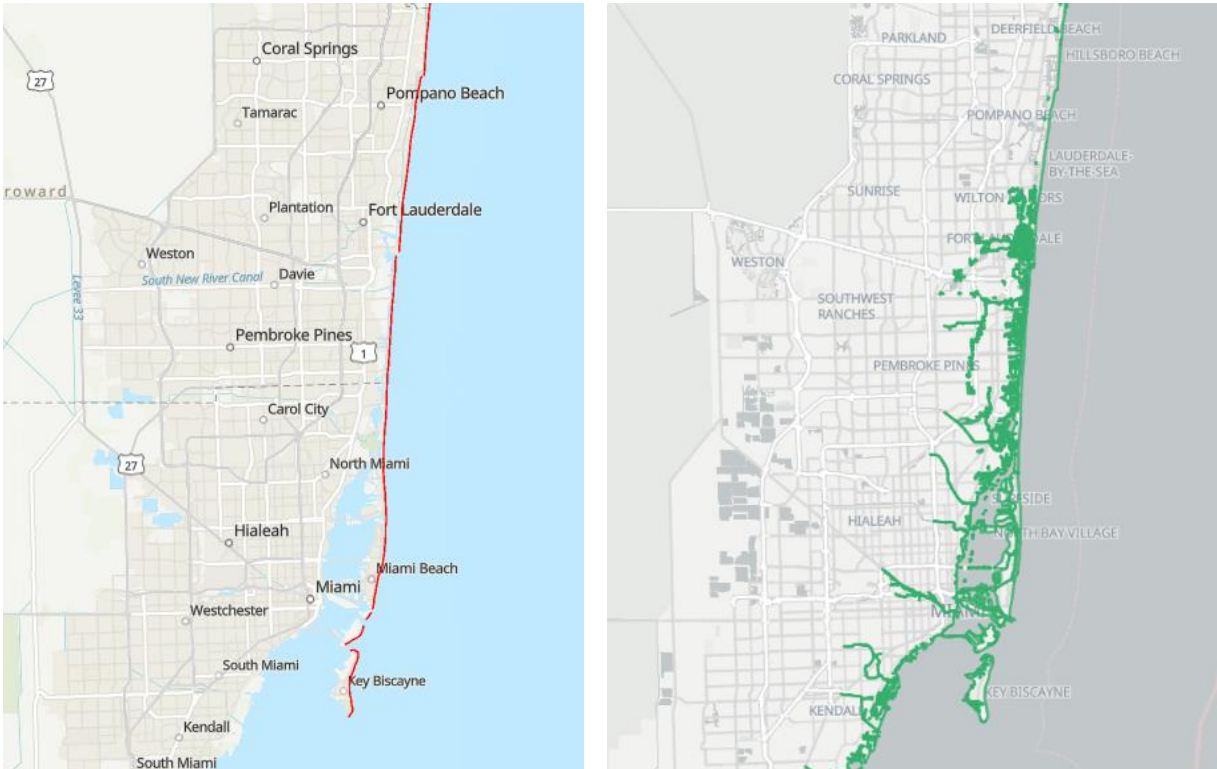 Coral Springs
27
Pompano Beach
Tamarac
roward
Plantation
Fort Lauderdale
Weston
South New River Canal
Davie
Levee 33
Pembroke Pines
1
Carol City
27
North Miami
Hialeah
Miami Beach
Miami
Westchester
South Miami
Key Biscayne
Kendall
South Miami
DEERFIELD BEACH
PARKLAND
HILLSBORO BEACH
CORAL SPRINGS
POMPANO BEACH
LAUDERDALE-
BY-THE-SEA
SUNRISE
WILTON
WESTON
SOUTHWEST
RANCHES
PEMBROKE PINES
HIALEAH
NORTH BAY VILLAGE
MIAMI
KEY BISCAYNE
KENDALL